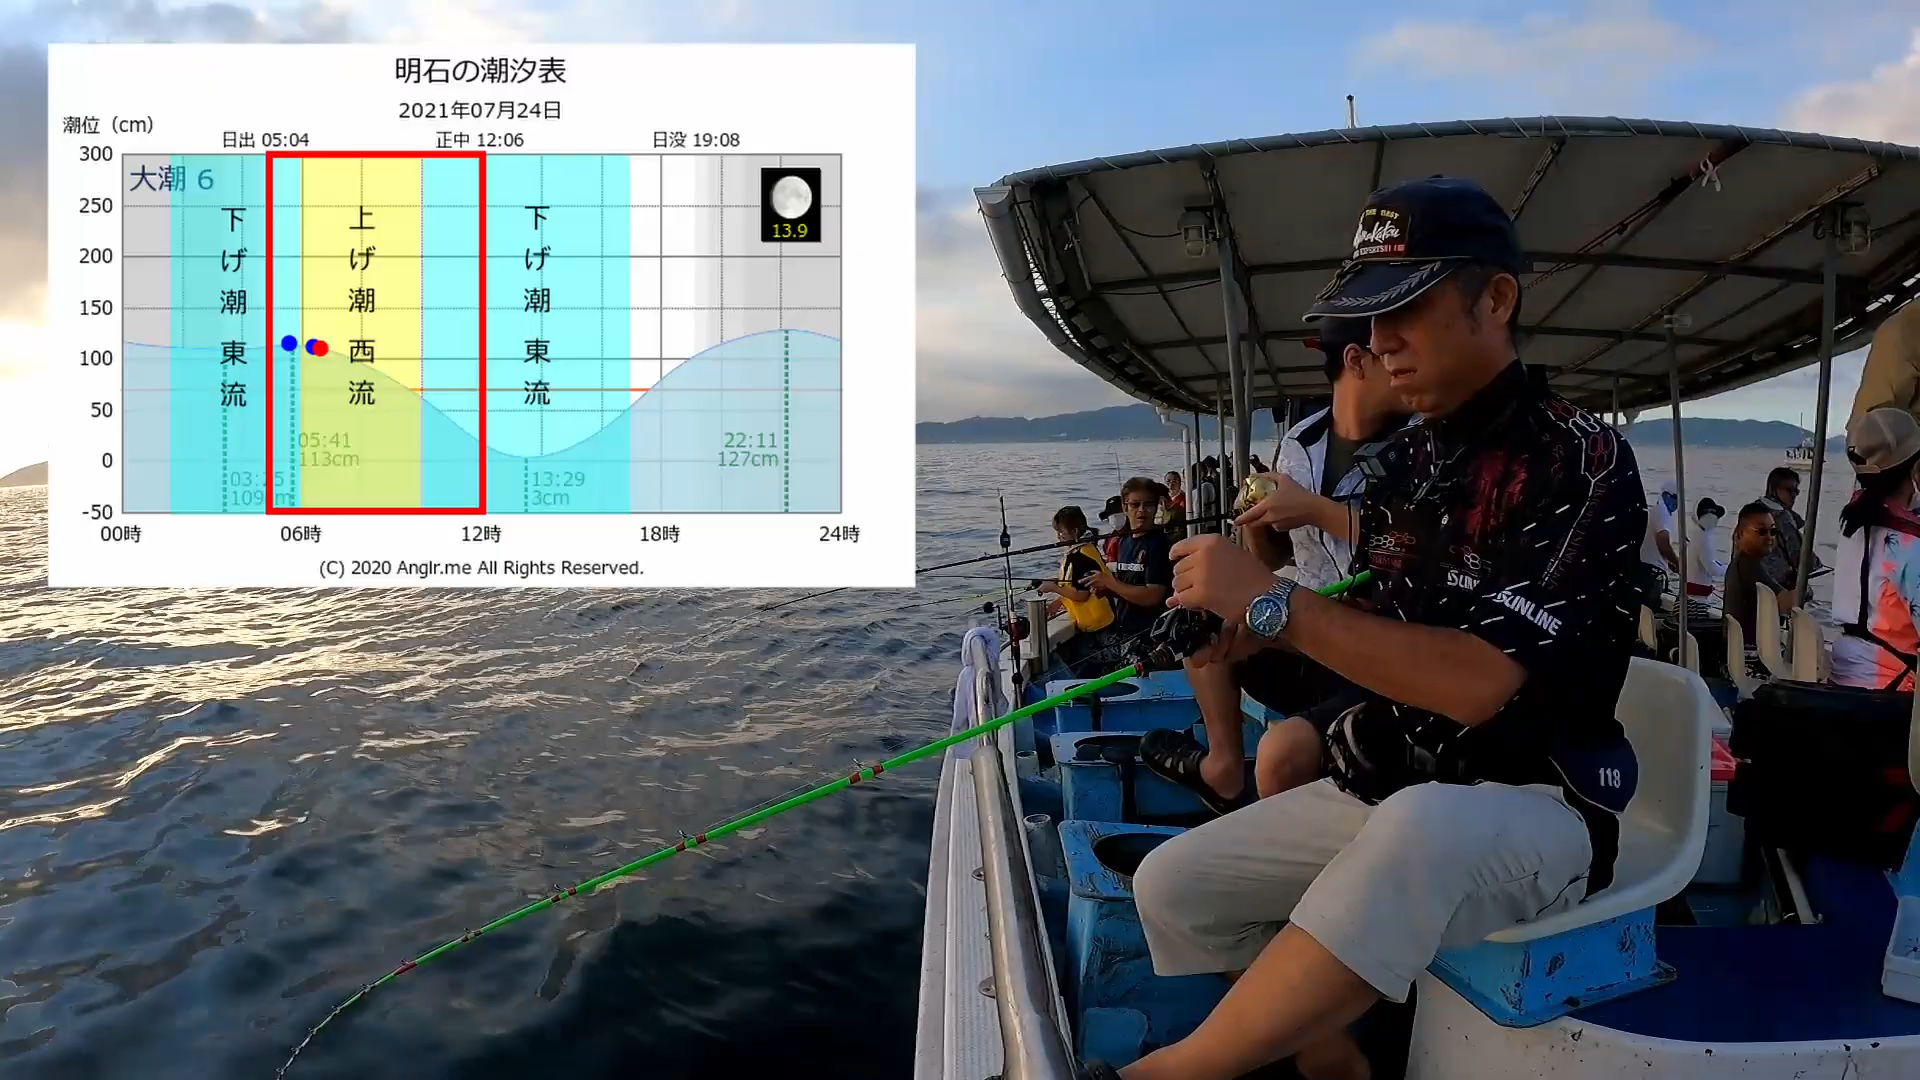 明石の潮汐表
2021年07月24日
潮位（cm）
日出 05:04
正中 12:06
日没 19:08
300
250
200
150
100
50
0
-50
大潮 6
下げ潮 東流
上げ潮 西流
下げ潮 東流
13.9
05:41
113cm
13:29
3cm
22:11
127cm
00時
06時
12時
18時
24時
(C) 2020 Anglr.me All Rights Reserved.
SUNLINE
118